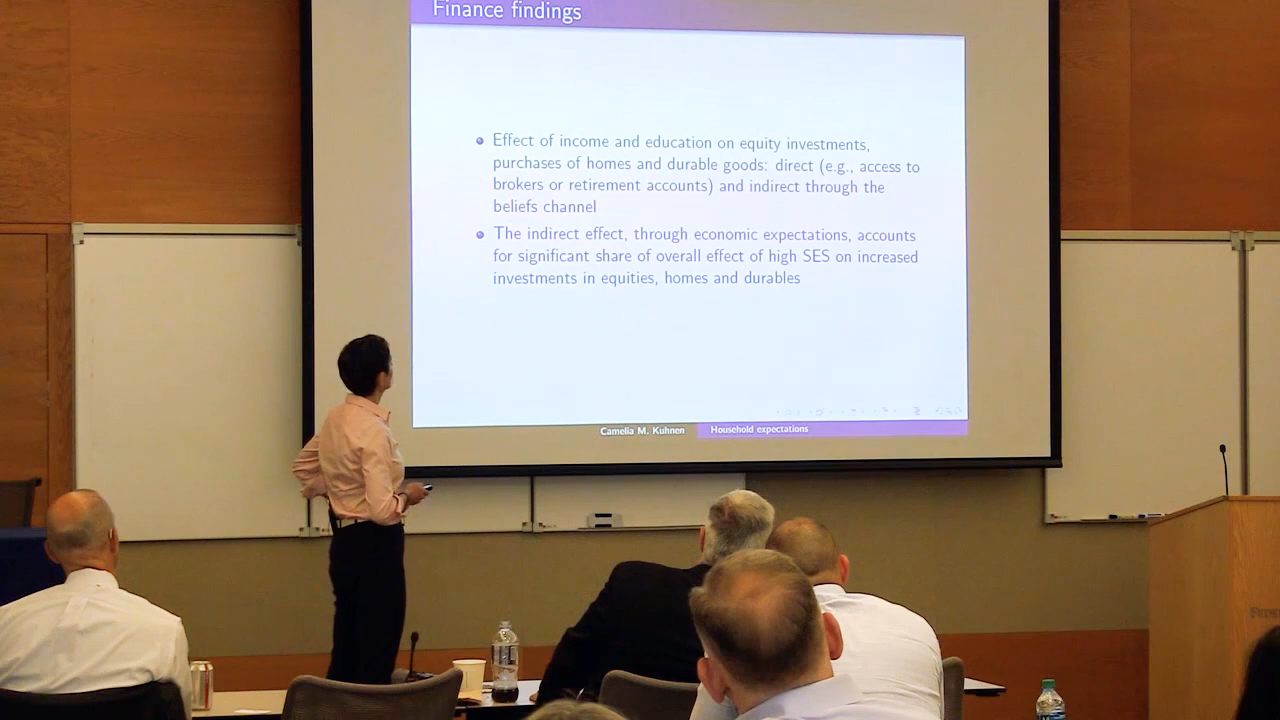 Finance findings
Effect of income and education on equity investments,
purchases of homes and durable goods: direct (e.g., access to
brokers or retirement accounts) and indirect through the
beliefs channel
The indirect effect, through economic expectations, accounts
for significant share of overall effect of high SES on increased
investments in equities, homes and durables
Camelia M. Kuhnen
Household expectations